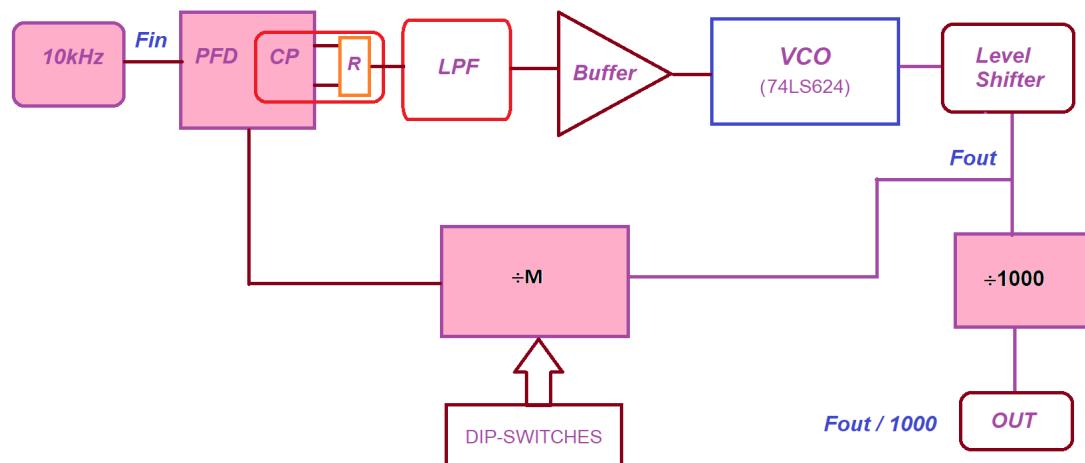 10kHz
Fin
PFD
CP
R
LPF
Buffer
VCO
(74LS624)
Level
Shifter
Fout
÷M
÷1000
DIP-SWITCHES
Fout / 1000
OUT